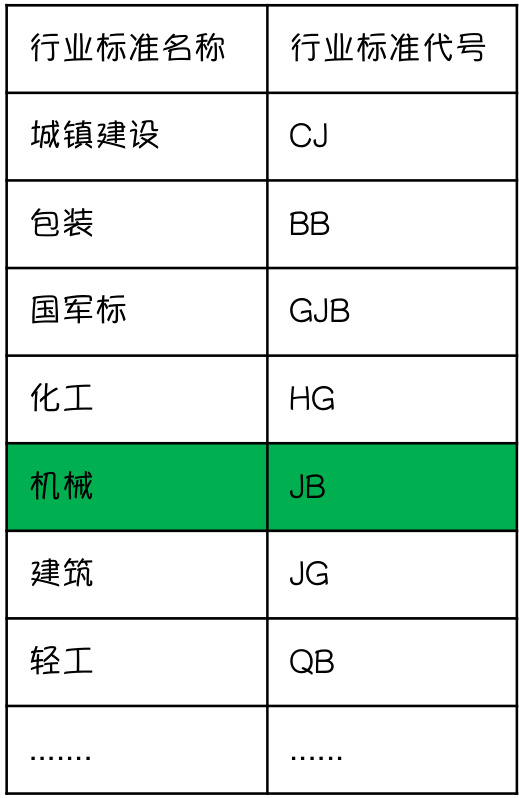 行业标准名称 行业标准代号
城镇建设 CJ
包装 BB
国军标 GJB
化工 HG
机械 JB
建筑 JG
轻工 QB
....... ......